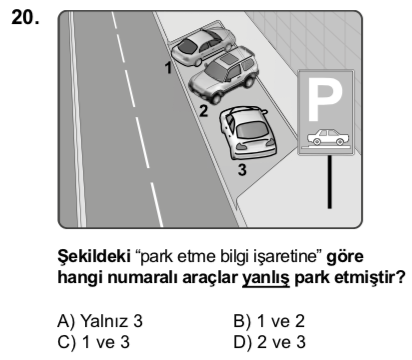 20.
P
1
2
3
Şekildeki “park etme bilgi işaretine” göre
hangi numaralı araçlar yanlış park etmiştir?
A) Yalnız 3 B) 1 ve 2
C) 1 ve 3 D) 2 ve 3